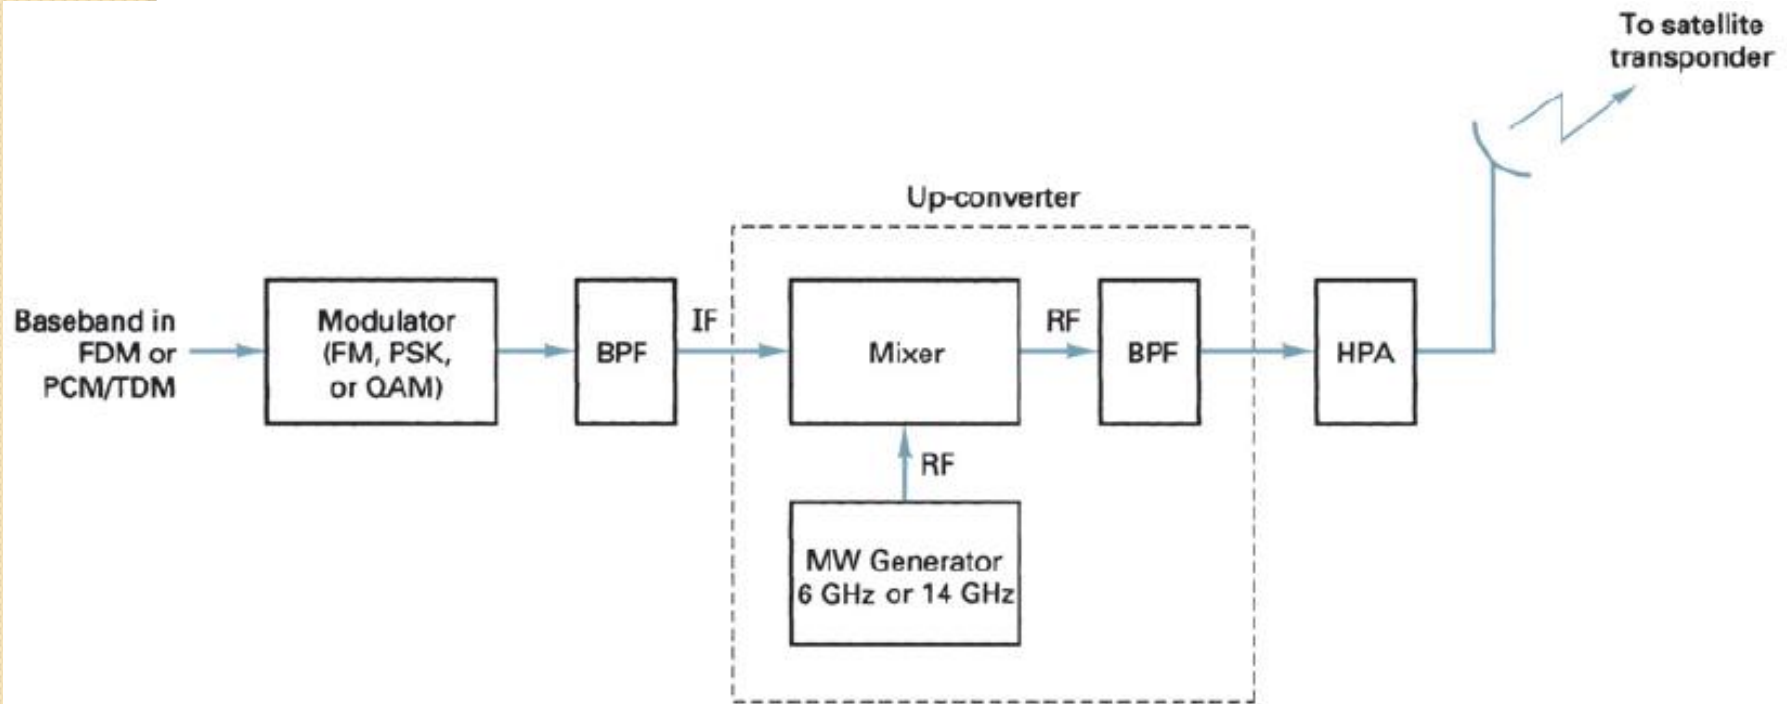 To satellite
transponder
Up-converter
Baseband in
FDM or
PCM/TDM
Modulator
(FM, PSK,
or QAM)
BPF
IF
Mixer
RF
BPF
HPA
RF
MW Generator
6 GHz or 14 GHz